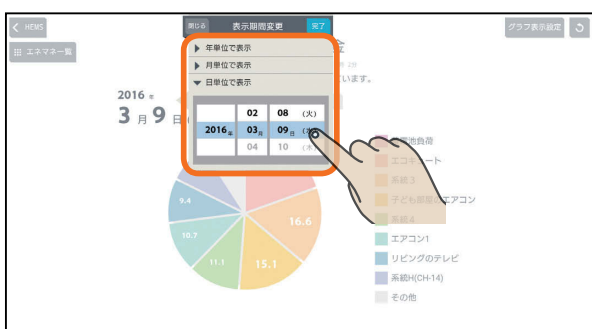 HEMS
閉じる 表示期間変更 完了
グラフ表示設定
エネマネ一覧
年単位で表示
月単位で表示
日単位で表示
金
います。
2016年
3月9日
02 08 (火)
2016年 03月 09日
04 10 (木)
エコキュート
系統3
子ども部屋のエアコン
系統4
エアコン1
リビングのテレビ
系統H(CH-14)
その他
16.6
15.1
11.1
10.7
9.4